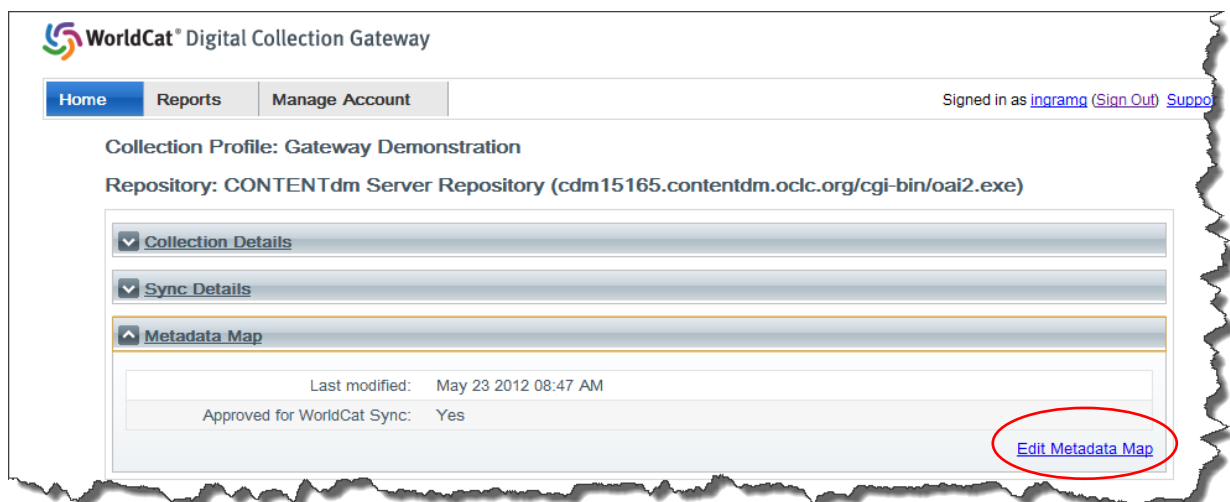 WorldCat® Digital Collection Gateway
Home Reports Manage Account Signed in as ingramg (Sign Out)
Collection Profile: Gateway Demonstration
Repository: CONTENTdm Server Repository (cdm15165.contentdm.oclc.org/cgi-bin/oai2.exe)
Collection Details
Sync Details
Metadata Map
Last modified: May 23 2012 08:47 AM
Approved for WorldCat Sync: Yes
Edit Metadata Map